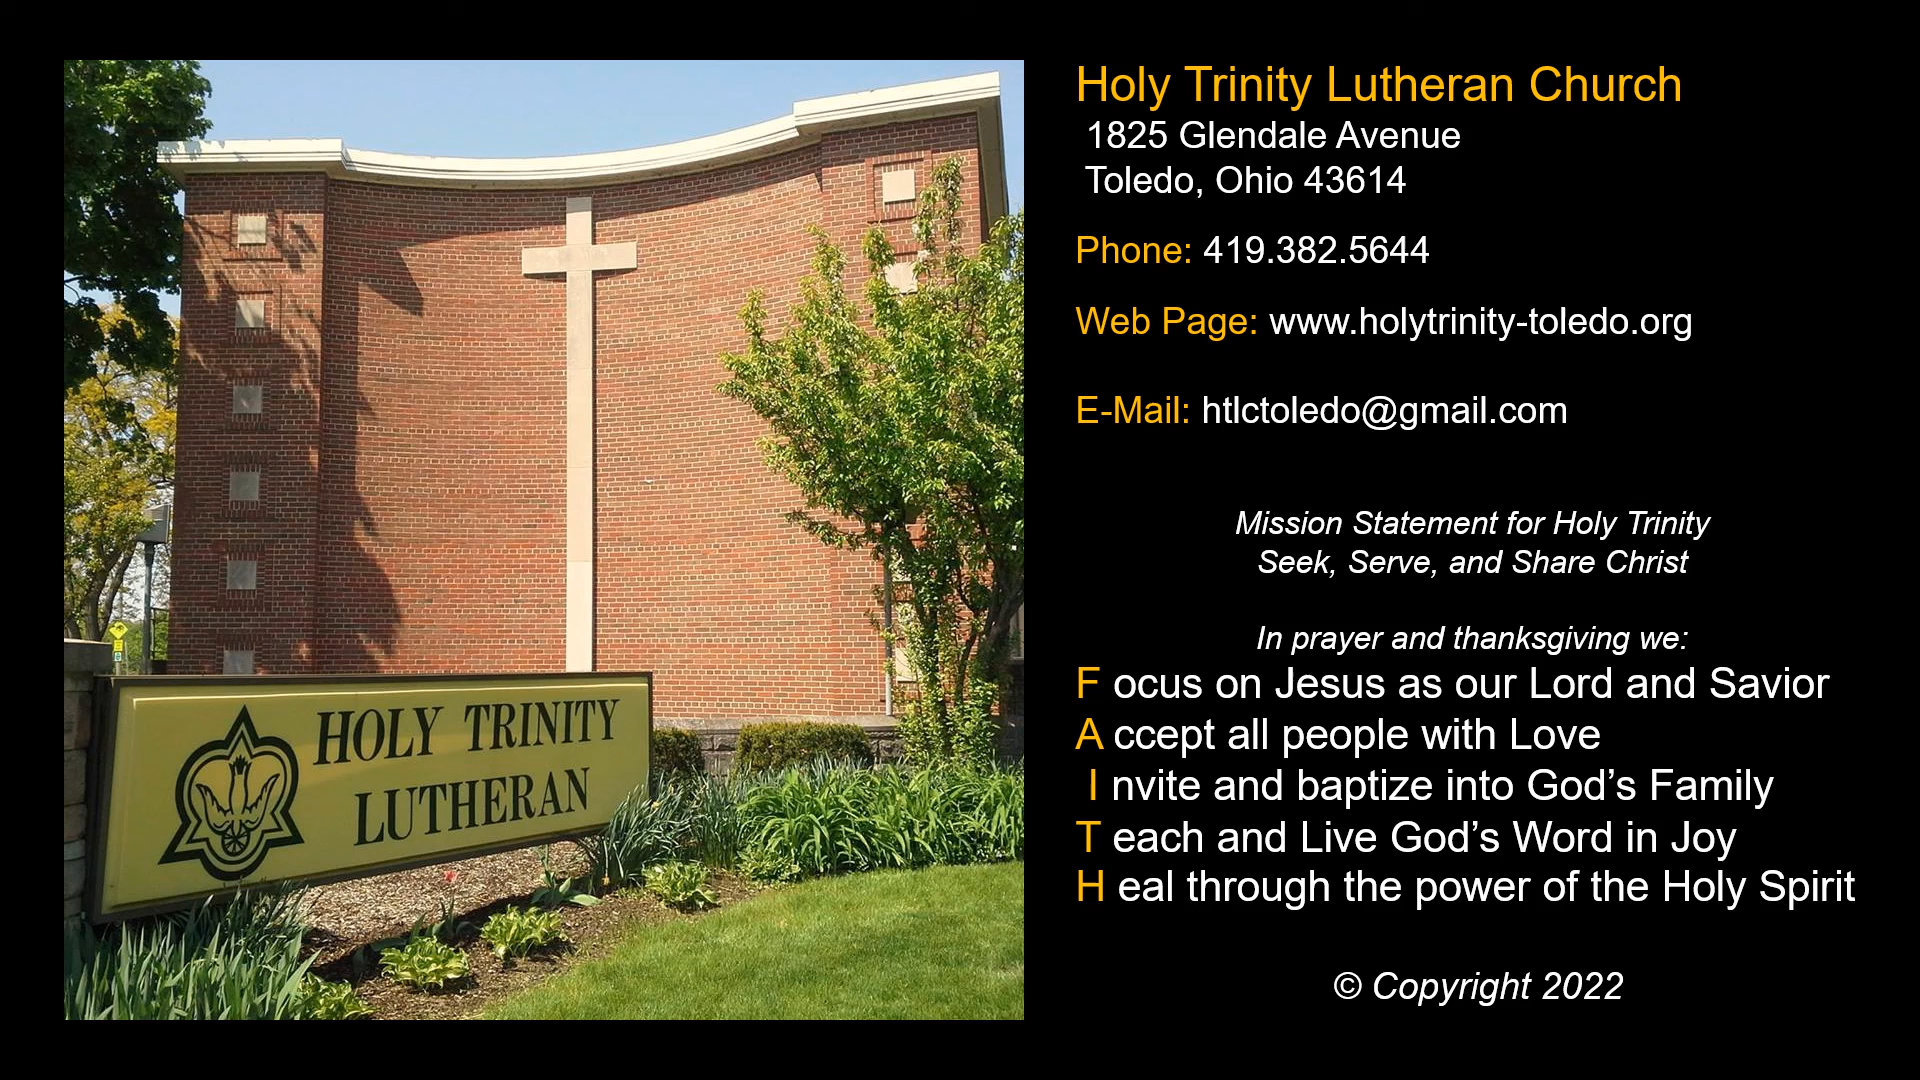 HOLY TRINITY
LUTHERAN
Holy Trinity Lutheran Church
1825 Glendale Avenue
Toledo, Ohio 43614
Phone: 419.382.5644
Web Page: www.holytrinity-toledo.org
E-Mail: htlctoledo@gmail.com
Mission Statement for Holy Trinity
Seek, Serve, and Share Christ
In prayer and thanksgiving we:
F ocus on Jesus as our Lord and Savior
A ccept all people with Love
I nvite and baptize into God’s Family
T each and Live God’s Word in Joy
H eal through the power of the Holy Spirit
© Copyright 2022